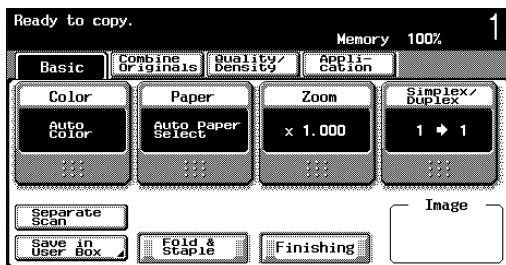 Ready to copy.
Memory 100% 1
Basic
Combine
Originals
Quality/
Density
Appli-
cation
Color
Paper
Zoom
Simplex/
Duplex
Auto
Color
Auto Paper
Select
x 1.000
1 ➔ 1
Separate
Scan
Save in
User Box
Fold &
Staple
Finishing
Image